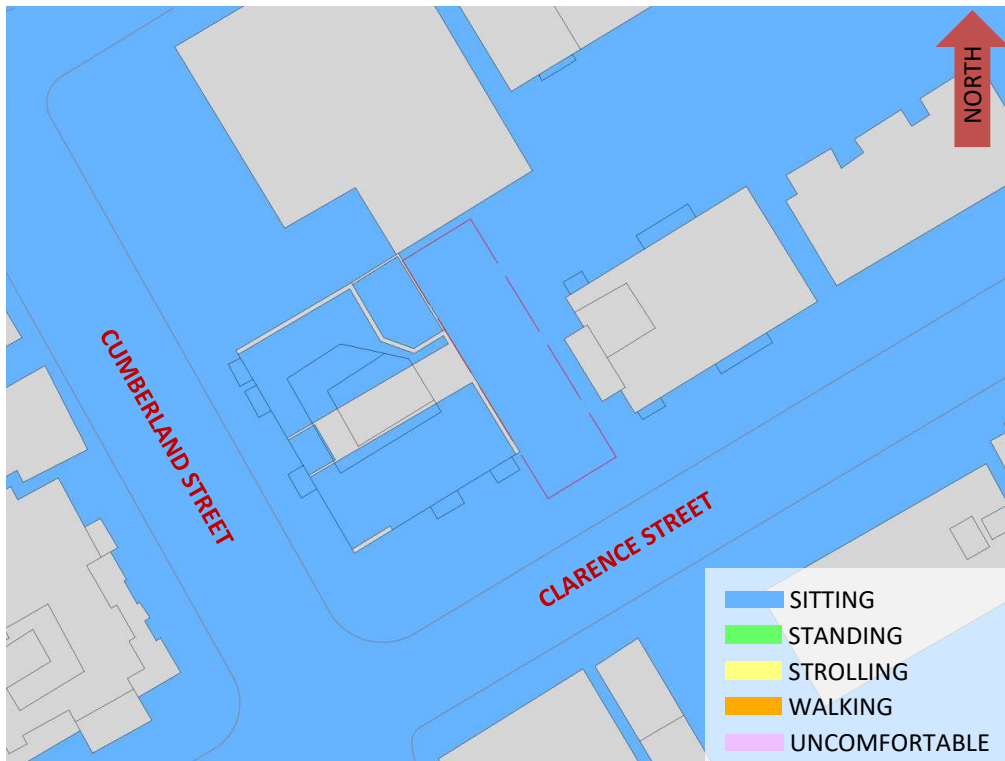 NORTH
CUMBERLAND STREET
CLARENCE STREET
SITTING
STANDING
STROLLING
WALKING
UNCOMFORTABLE